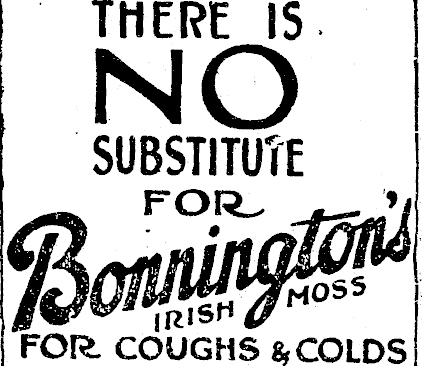 THERE IS
NO
SUBSTITUTE
FOR
Bonnington's
IRISH MOSS
FOR COUGHS & COLDS